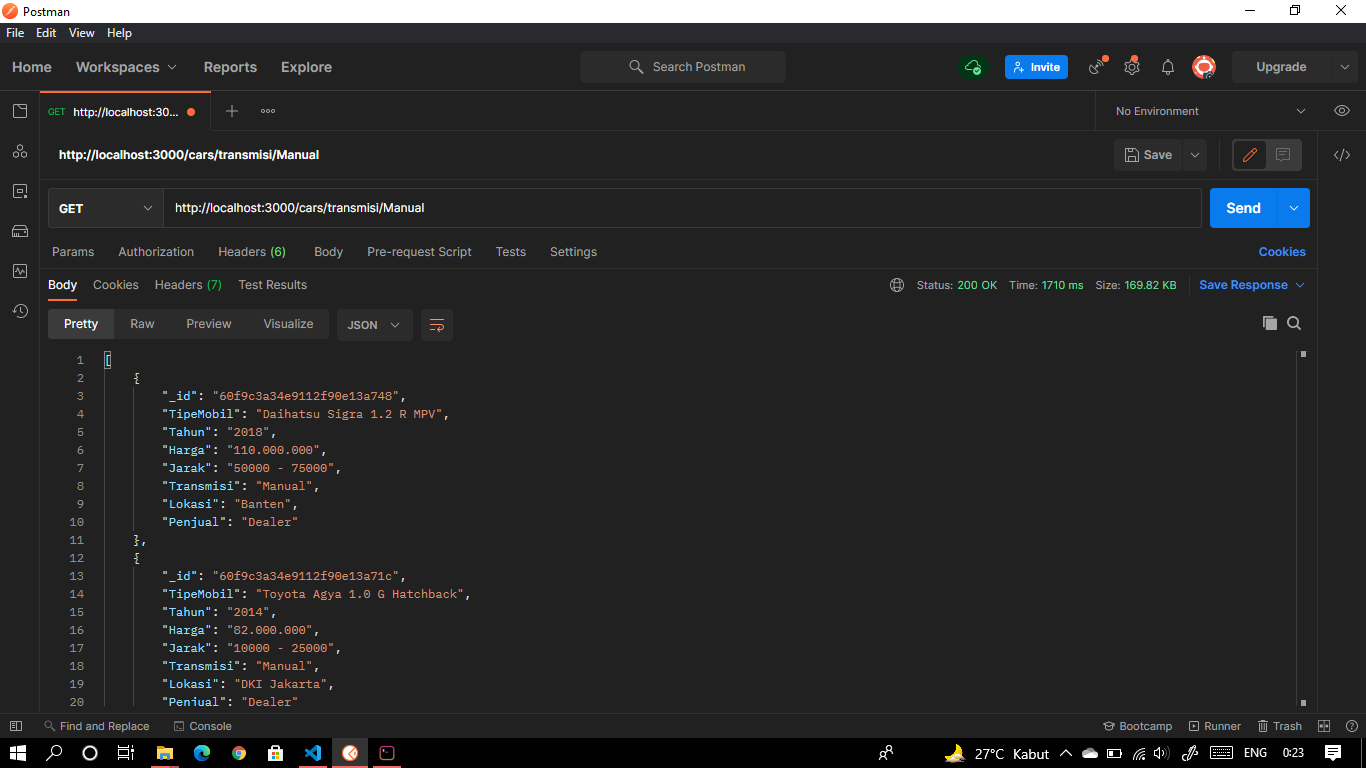 Postman
File Edit View Help
Home Workspaces Reports Explore Search Postman Invite Upgrade
GET http://localhost:30... No Environment
http://localhost:3000/cars/transmisi/Manual Save
GET http://localhost:3000/cars/transmisi/Manual Send
Params Authorization Headers (6) Body Pre-request Script Tests Settings Cookies
Body Cookies Headers (7) Test Results Status: 200 OK Time: 1710 ms Size: 169.82 KB Save Response
Pretty Raw Preview Visualize JSON
1 [
2 {
3 "_id": "60f9c3a34e9112f90e13a748",
4 "TipeMobil": "Daihatsu Sigra 1.2 R MPV",
5 "Tahun": "2018",
6 "Harga": "110.000.000",
7 "Jarak": "50000 - 75000",
8 "Transmisi": "Manual",
9 "Lokasi": "Banten",
10 "Penjual": "Dealer"
11 },
12 {
13 "_id": "60f9c3a34e9112f90e13a71c",
14 "TipeMobil": "Toyota Agya 1.0 G Hatchback",
15 "Tahun": "2014",
16 "Harga": "82.000.000",
17 "Jarak": "10000 - 25000",
18 "Transmisi": "Manual",
19 "Lokasi": "DKI Jakarta",
20 "Penjual": "Dealer"
Find and Replace Console Bootcamp Runner Trash
27°C Kabut ENG 0:23